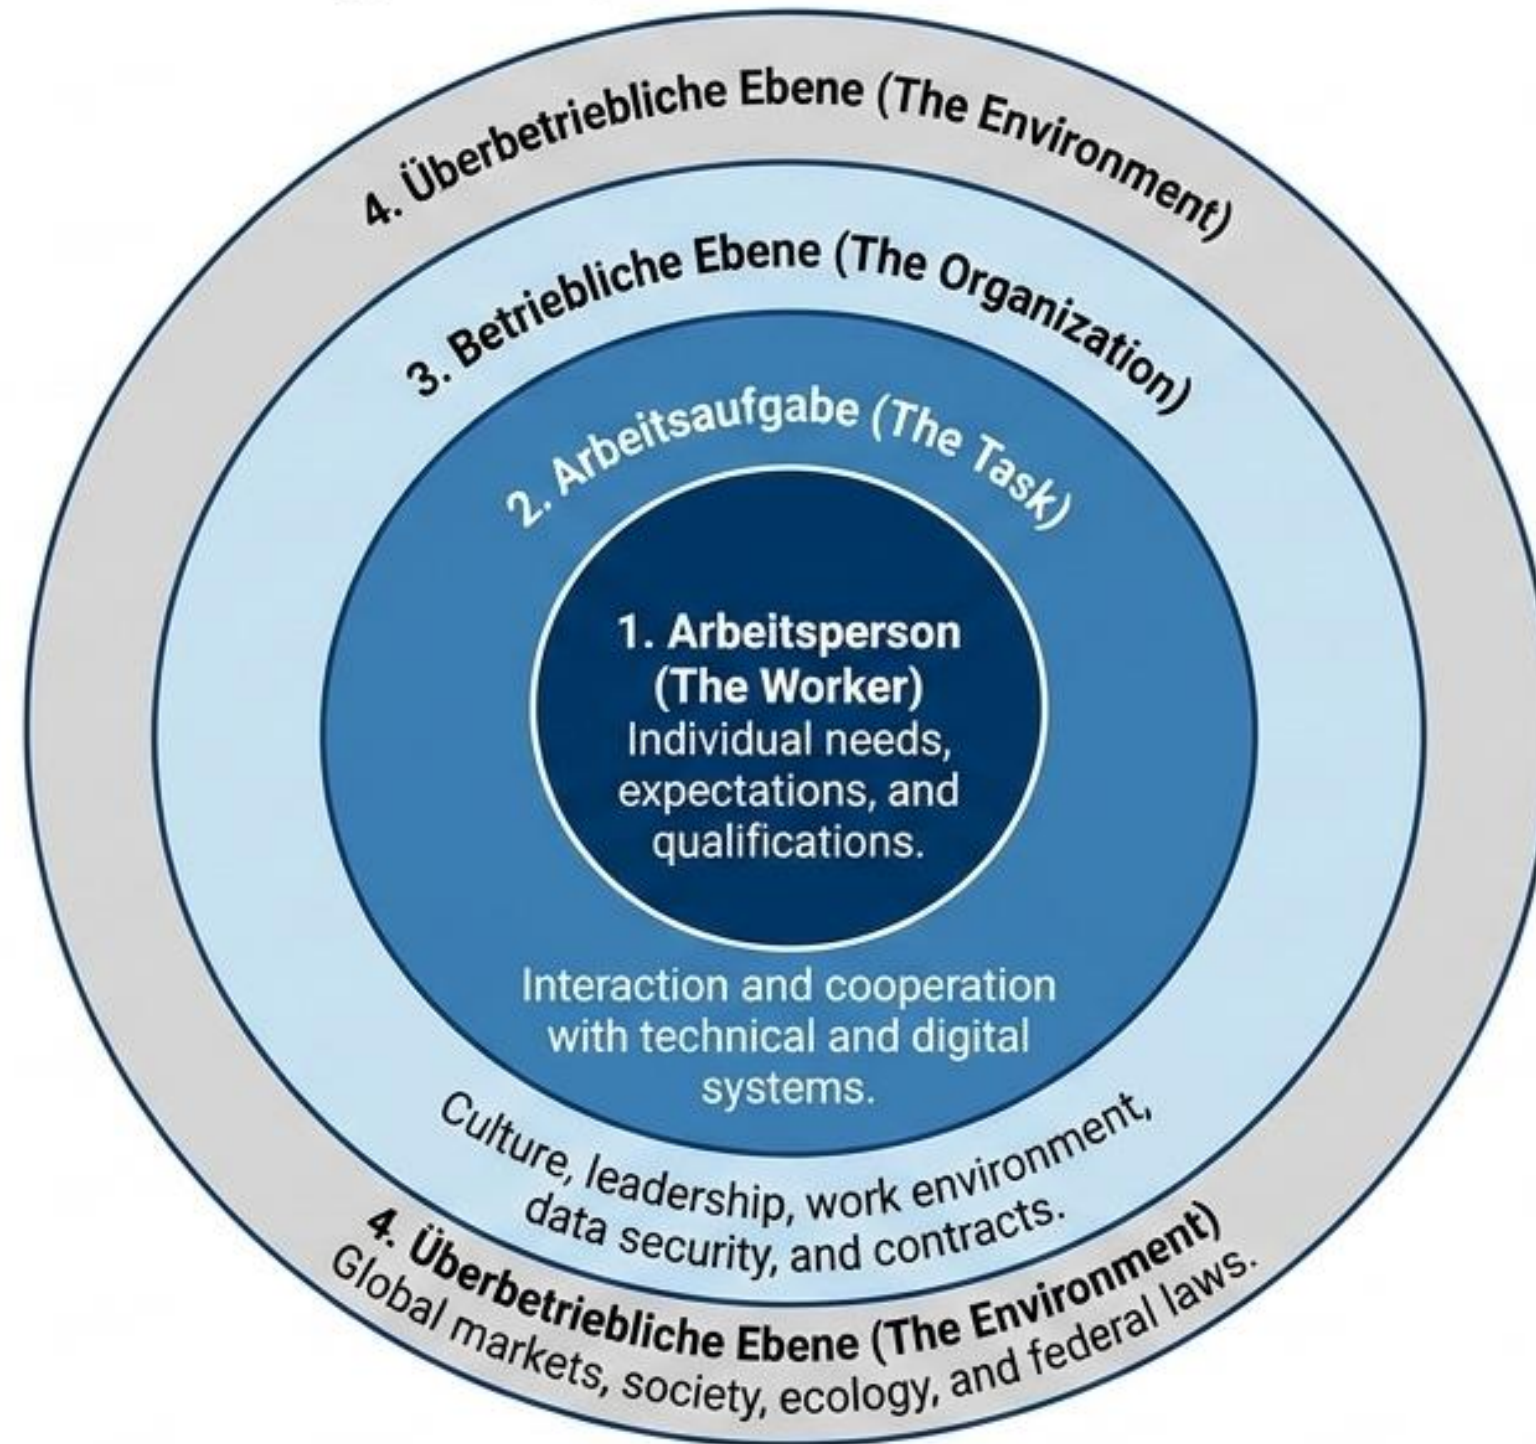 4. Überbetriebliche Ebene (The Environment)
3. Betriebliche Ebene (The Organization)
2. Arbeitsaufgabe (The Task)
1. Arbeitsperson
(The Worker)
Individual needs,
expectations, and
qualifications.
Interaction and cooperation
with technical and digital
systems.
Culture, leadership, work environment,
data security, and contracts.
4. Überbetriebliche Ebene (The Environment)
Global markets, society, ecology, and federal laws.